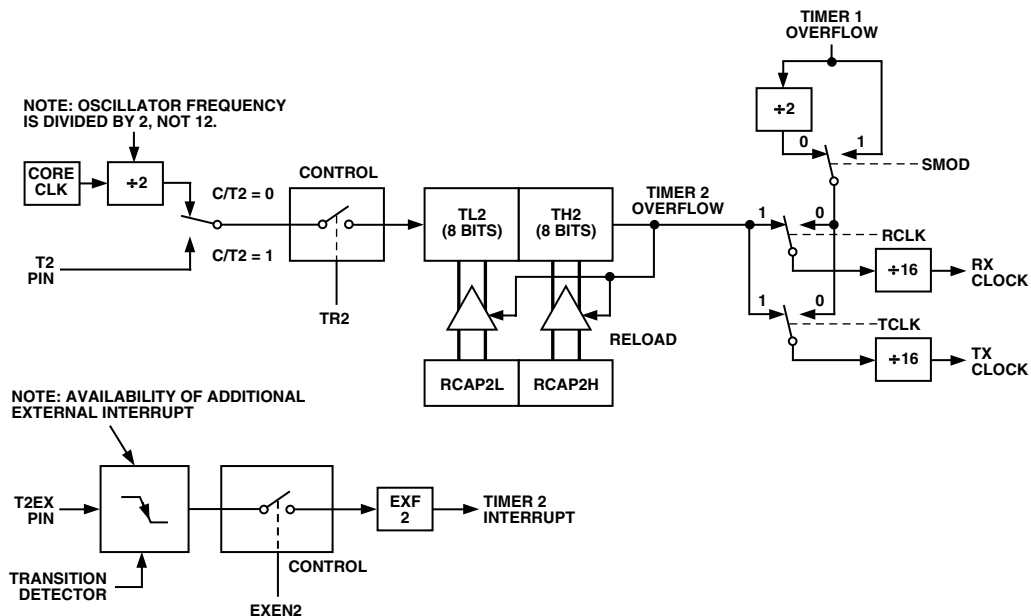 TIMER 1
OVERFLOW
NOTE: OSCILLATOR FREQUENCY
IS DIVIDED BY 2, NOT 12.
÷2
0
1
SMOD
CORE
CLK
÷2
C/T2 = 0
C/T2 = 1
T2
PIN
CONTROL
TR2
TL2
(8 BITS)
TH2
(8 BITS)
TIMER 2
OVERFLOW
RELOAD
RCAP2L
RCAP2H
1
0
RCLK
÷16
RX
CLOCK
1
0
TCLK
÷16
TX
CLOCK
NOTE: AVAILABILITY OF ADDITIONAL
EXTERNAL INTERRUPT
T2EX
PIN
TRANSITION
DETECTOR
CONTROL
EXEN2
EXF
2
TIMER 2
INTERRUPT